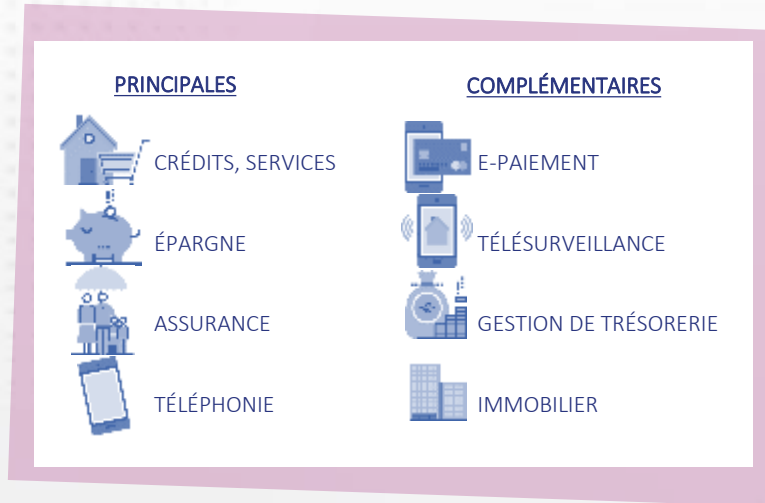 PRINCIPALES
CRÉDITS, SERVICES
ÉPARGNE
ASSURANCE
TÉLÉPHONIE
COMPLÉMENTAIRES
E-PAIEMENT
TÉLÉSURVEILLANCE
GESTION DE TRÉSORERIE
IMMOBILIER